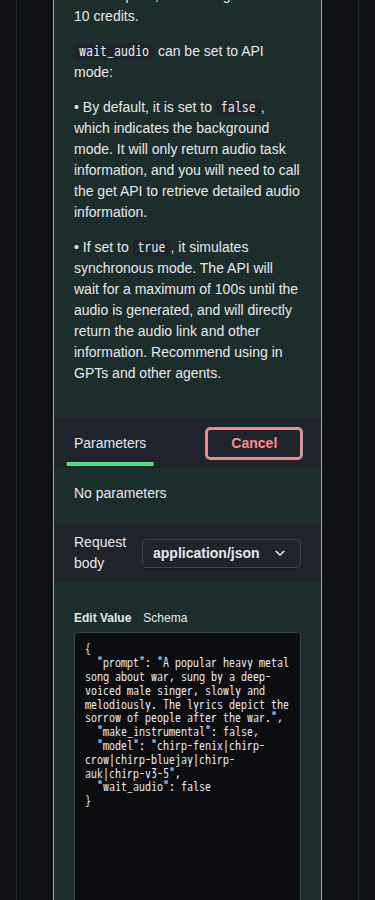 10 credits.
wait_audio can be set to API
mode:
• By default, it is set to false,
which indicates the background
mode. It will only return audio task
information, and you will need to call
the get API to retrieve detailed audio
information.
• If set to true, it simulates
synchronous mode. The API will
wait for a maximum of 100s until the
audio is generated, and will directly
return the audio link and other
information. Recommend using in
GPTs and other agents.
Parameters
Cancel
No parameters
Request
body
application/json
Edit Value
Schema
{
"prompt": "A popular heavy metal
song about war, sung by a deep-
voiced male singer, slowly and
melodiously. The lyrics depict the
sorrow of people after the war.",
"make_instrumental": false,
"model": "chirp-fenix|chirp-
crow|chirp-bluejay|chirp-
auk|chirp-v3-5",
"wait_audio": false
}